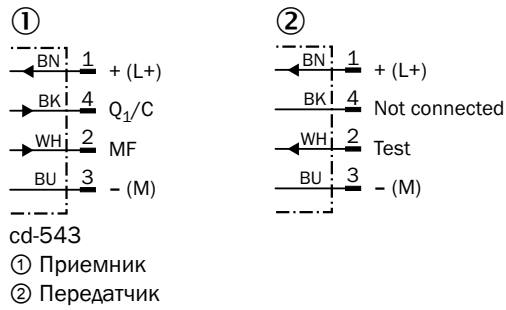 ①
BN 1 + (L+)
BK 4 Q1/C
WH 2 MF
BU 3 − (M)
②
BN 1 + (L+)
BK 4 Not connected
WH 2 Test
BU 3 − (M)
cd-543
① Приемник
② Передатчик